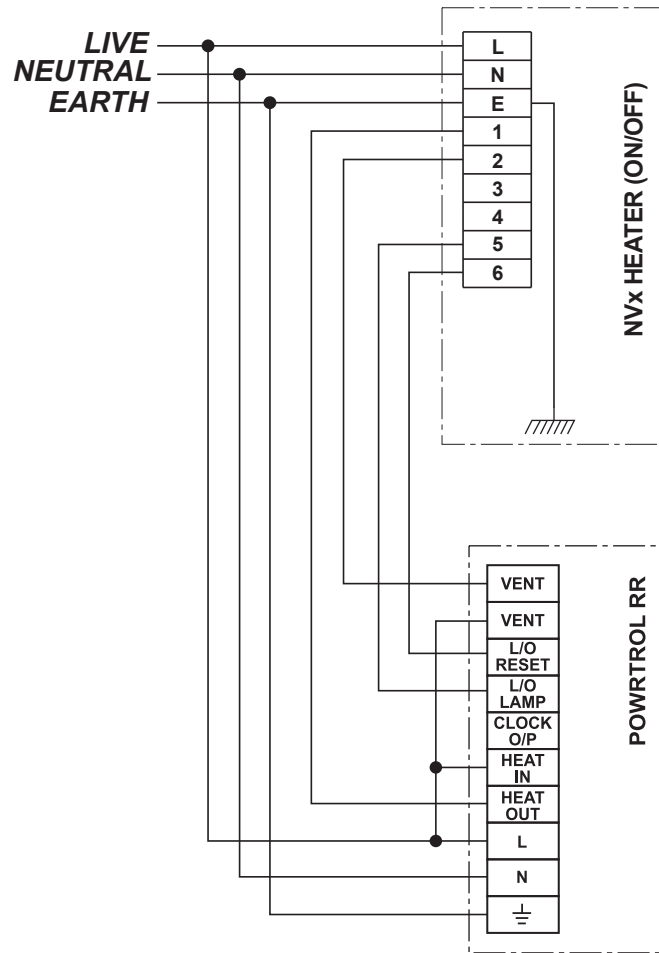 LIVE
NEUTRAL
EARTH
L
N
E
1
2
3
4
5
6
NVx HEATER (ON/OFF)
VENT
VENT
L/O
RESET
L/O
LAMP
CLOCK
O/P
HEAT
IN
HEAT
OUT
L
N
POWRTROL RR